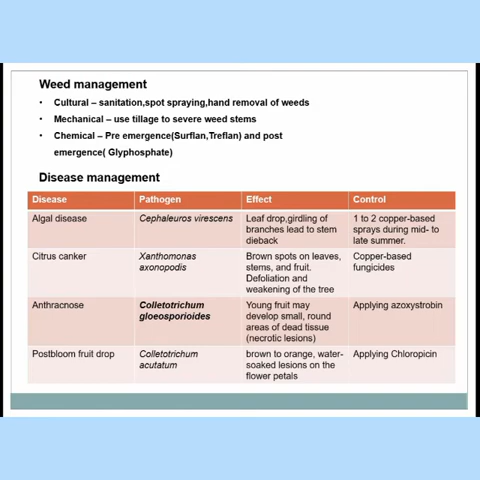 Weed management
• Cultural – sanitation,spot spraying,hand removal of weeds
• Mechanical – use tillage to severe weed stems
• Chemical – Pre emergence(Surflan,Treflan) and post
emergence( Glyphosphate)
Disease management
Disease Pathogen Effect Control
Algal disease Cephaleuros virescens Leaf drop,girdling of 1 to 2 copper-based
branches lead to stem sprays during mid- to
dieback late summer.
Citrus canker Xanthomonas Brown spots on leaves, Copper-based
axonopodis stems, and fruit. fungicides
Defoliation and
weakening of the tree
Anthracnose Colletotrichum Young fruit may Applying azoxystrobin
gloeosporioides develop small, round
areas of dead tissue
(necrotic lesions)
Postbloom fruit drop Colletotrichum brown to orange, water- Applying Chloropicin
acutatum soaked lesions on the
flower petals